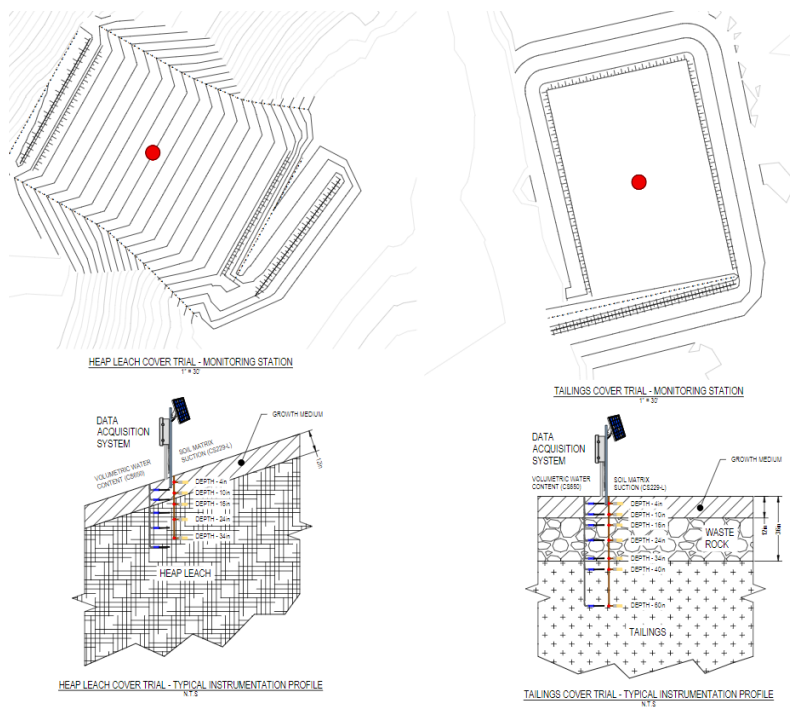 HEAP LEACH COVER TRIAL - MONITORING STATION
1" = 30'
TAILINGS COVER TRIAL - MONITORING STATION
1" = 30'
DATA
ACQUISITION
SYSTEM
VOLUMETRIC WATER
CONTENT (CS650)
SOIL MATRIX
SUCTION (CS229-L)
GROWTH MEDIUM
12in
DEPTH - 4in
DEPTH - 10in
DEPTH - 24in
DEPTH - 34in
HEAP LEACH
HEAP LEACH COVER TRIAL - TYPICAL INSTRUMENTATION PROFILE
N.T.S
DATA
ACQUISITION
SYSTEM
VOLUMETRIC WATER
CONTENT (CS650)
SOIL MATRIX
SUCTION (CS229-L)
GROWTH MEDIUM
DEPTH - 4in
DEPTH - 10in
DEPTH - 16in
DEPTH - 24in
DEPTH - 34in
DEPTH - 40in
DEPTH - 60in
12in
WASTE
ROCK
TAILINGS
TAILINGS COVER TRIAL - TYPICAL INSTRUMENTATION PROFILE
N.T.S